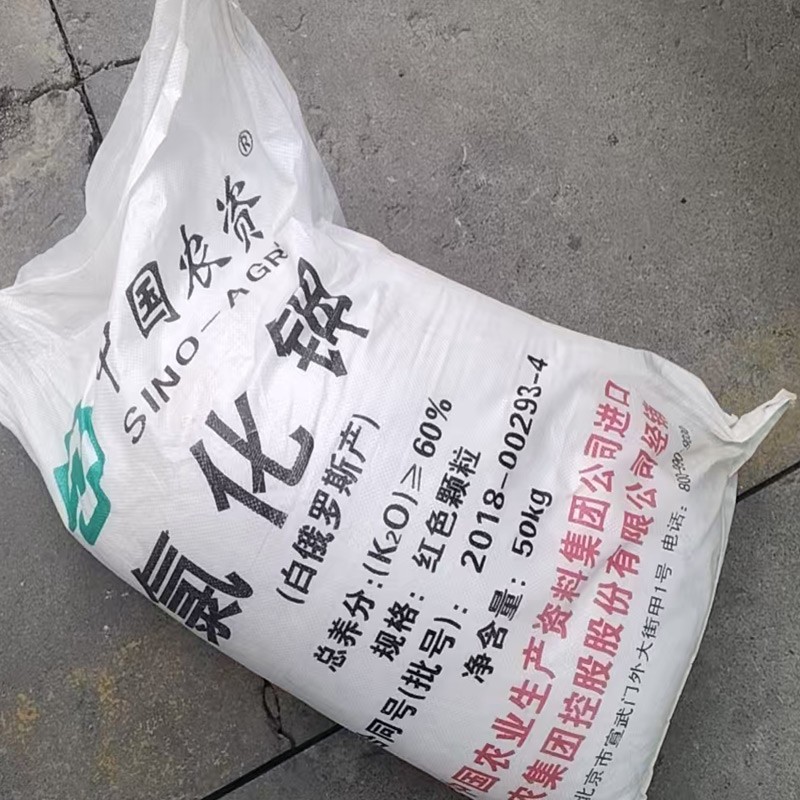 中国农资®
SINO-AGRI
氯化钾
(白俄罗斯产)
总养分:(K₂O)≥60%
规格:红色颗粒
合同号(批号):2018-00293-4
净含量:50kg
中国农业生产资料集团公司进口
农集团控股股份有限公司经销
北京市宣武门外大街甲1号 电话: